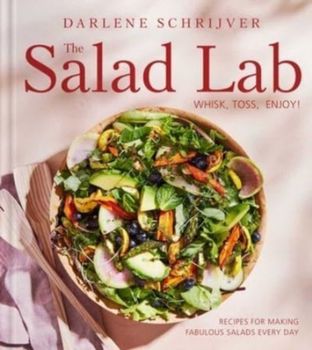 DARLENE SCHRIJVER
The
Salad Lab
WHISK, TOSS, ENJOY!
RECIPES FOR MAKING
FABULOUS SALADS EVERY DAY